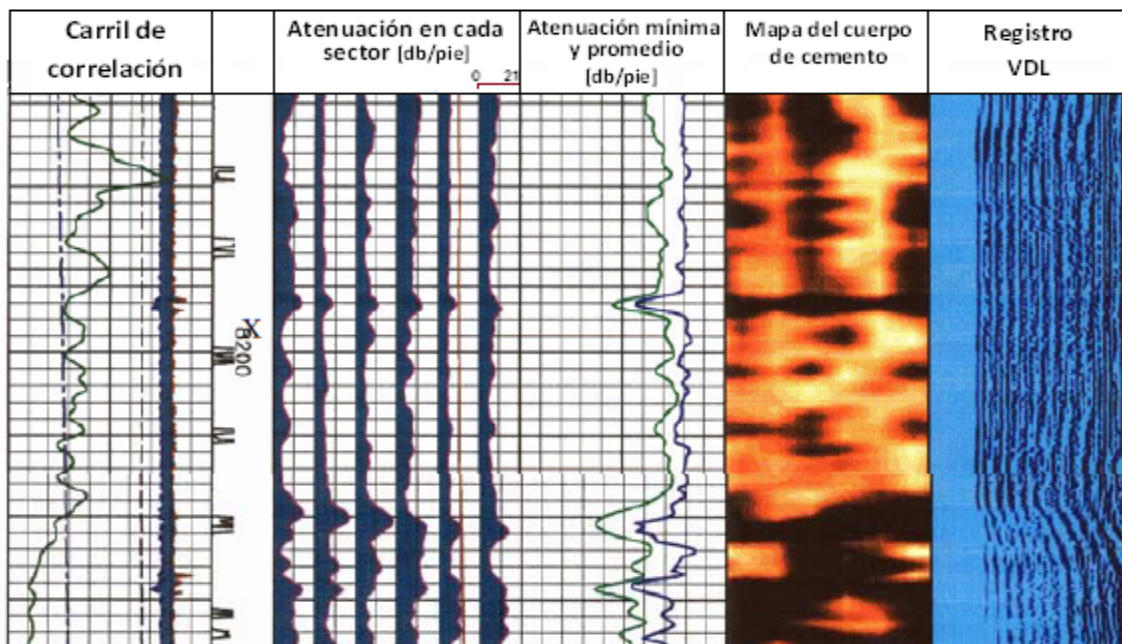 Carril de
correlación
Atenuación en cada
sector [db/pie]
0 21
Atenuación mínima
y promedio
[db/pie]
Mapa del cuerpo
de cemento
Registro
VDL
X
8200